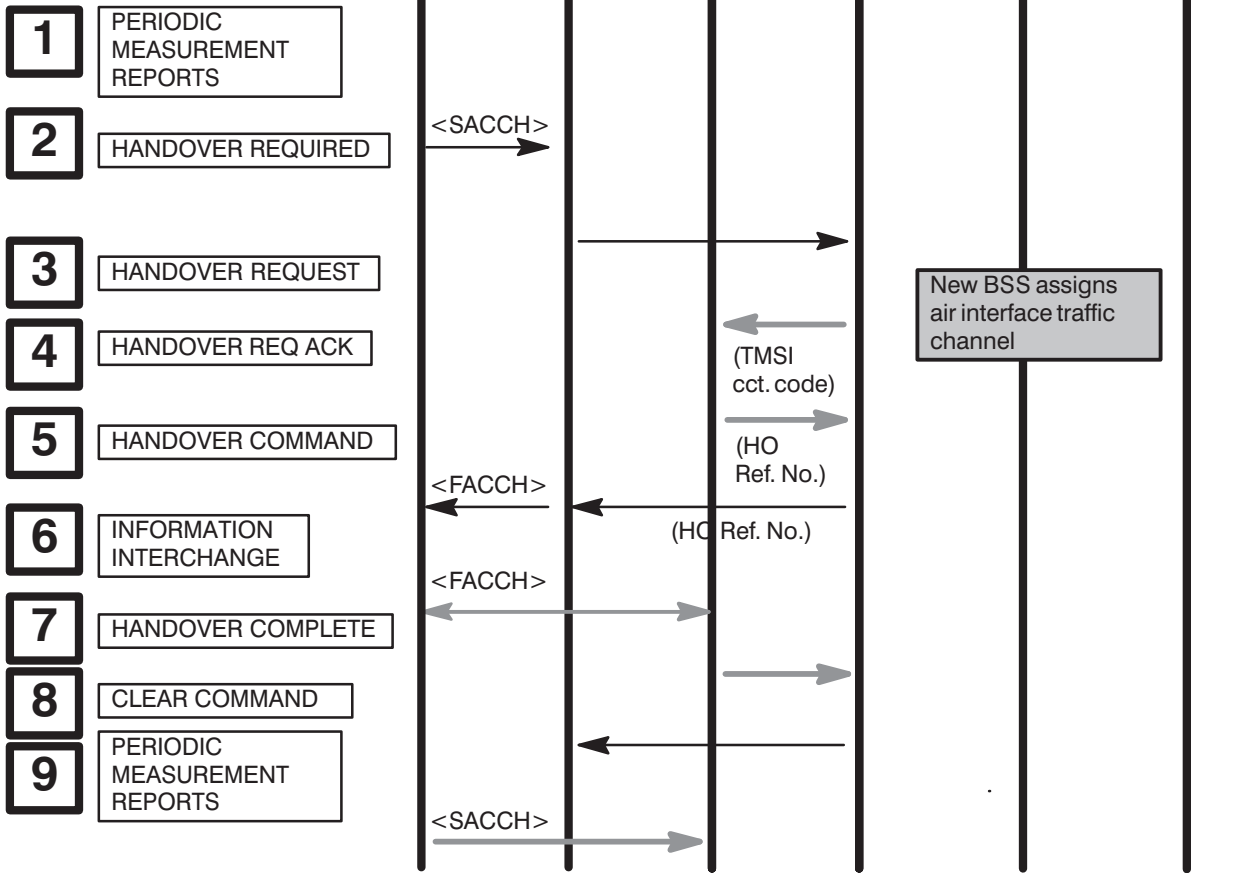 1
PERIODIC
MEASUREMENT
REPORTS
<SACCH>
2
HANDOVER REQUIRED
3
HANDOVER REQUEST
New BSS assigns
air interface traffic
channel
4
HANDOVER REQ ACK
(TMSI
cct. code)
5
HANDOVER COMMAND
(HO
Ref. No.)
<FACCH>
6
INFORMATION
INTERCHANGE
(HO Ref. No.)
<FACCH>
7
HANDOVER COMPLETE
8
CLEAR COMMAND
9
PERIODIC
MEASUREMENT
REPORTS
<SACCH>